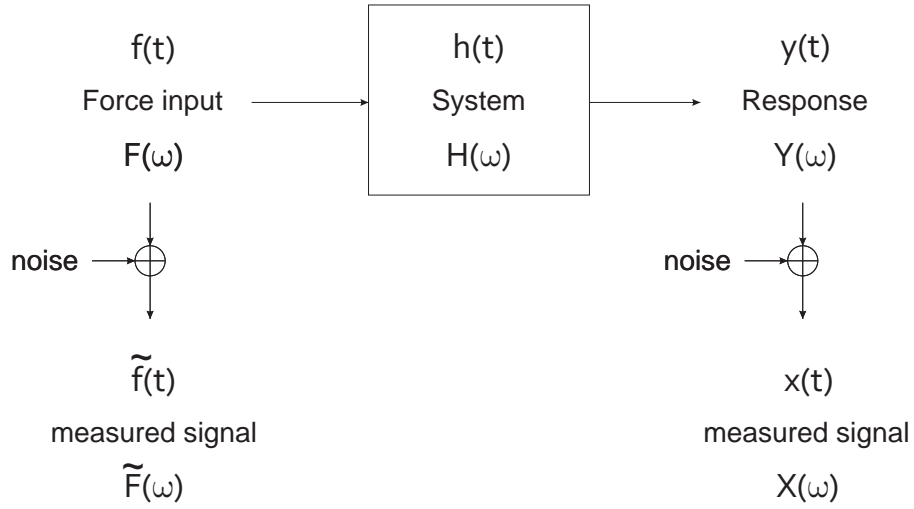 f(t) h(t) y(t)
Force input System Response
F(ω) H(ω) Y(ω)
noise noise
f̃(t) x(t)
measured signal measured signal
F̃(ω) X(ω)